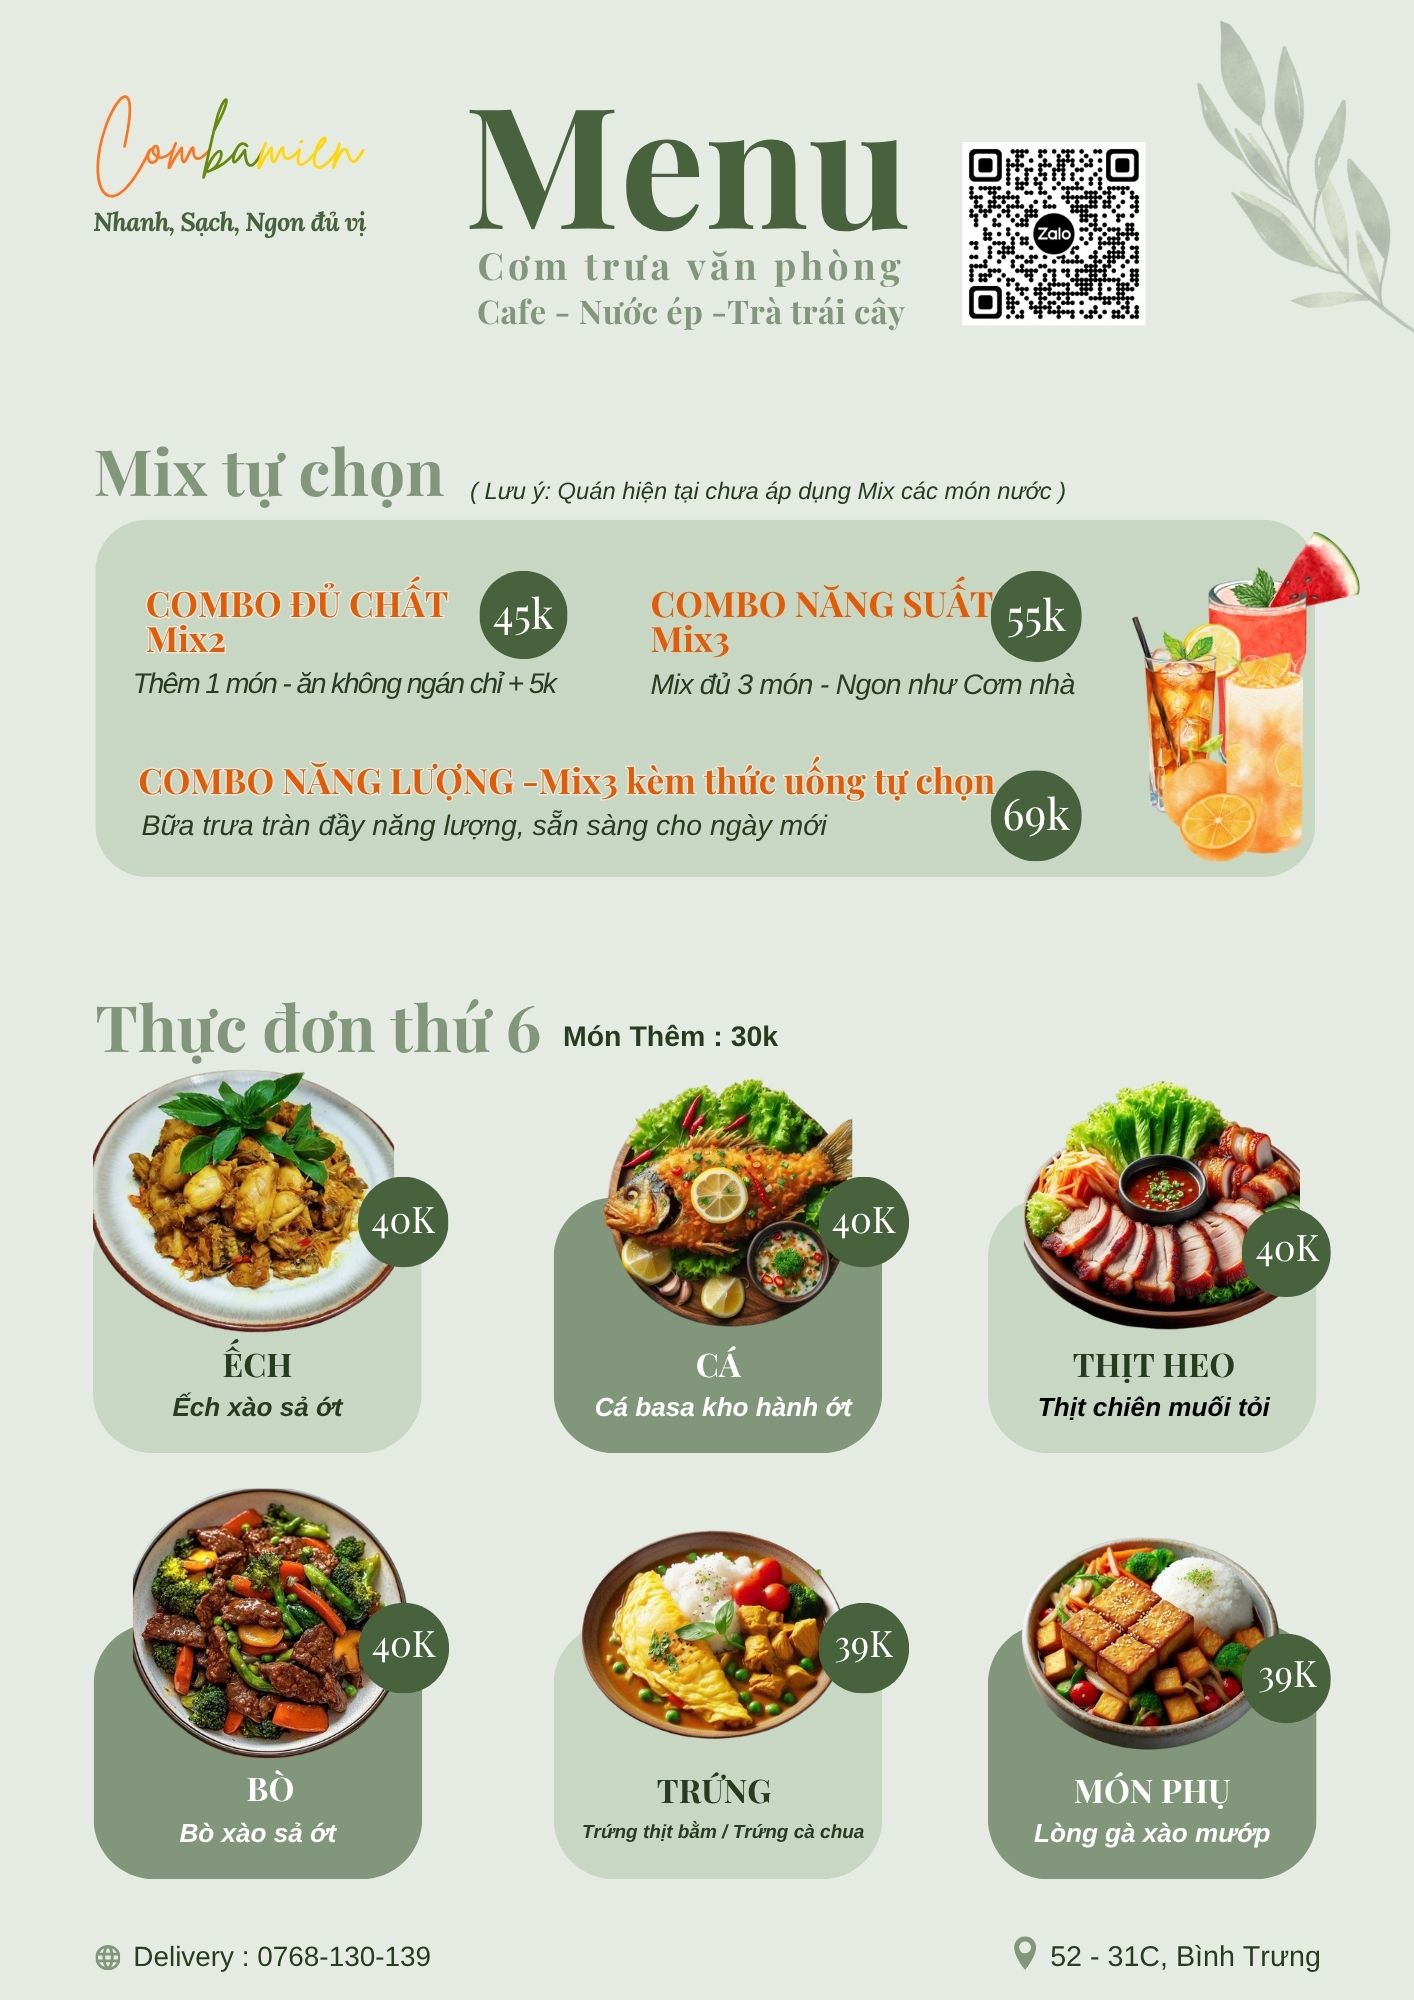 Combamien
Nhanh, Sạch, Ngon đủ vị
Menu
Cơm trưa văn phòng
Cafe - Nước ép -Trà trái cây
Zalo
Mix tự chọn
( Lưu ý: Quán hiện tại chưa áp dụng Mix các món nước )
COMBO ĐỦ CHẤT
Mix2
45k
Thêm 1 món - ăn không ngán chỉ + 5k
COMBO NĂNG SUẤT
Mix3
55k
Mix đủ 3 món - Ngon như Cơm nhà
COMBO NĂNG LƯỢNG -Mix3 kèm thức uống tự chọn
69k
Bữa trưa tràn đầy năng lượng, sẵn sàng cho ngày mới
Thực đơn thứ 6
Món Thêm : 30k
40K
ẾCH
Ếch xào sả ớt
40K
CÁ
Cá basa kho hành ớt
40K
THỊT HEO
Thịt chiên muối tỏi
40K
BÒ
Bò xào sả ớt
39K
TRỨNG
Trứng thịt bằm / Trứng cà chua
39K
MÓN PHỤ
Lòng gà xào mướp
Delivery : 0768-130-139
52 - 31C, Bình Trưng